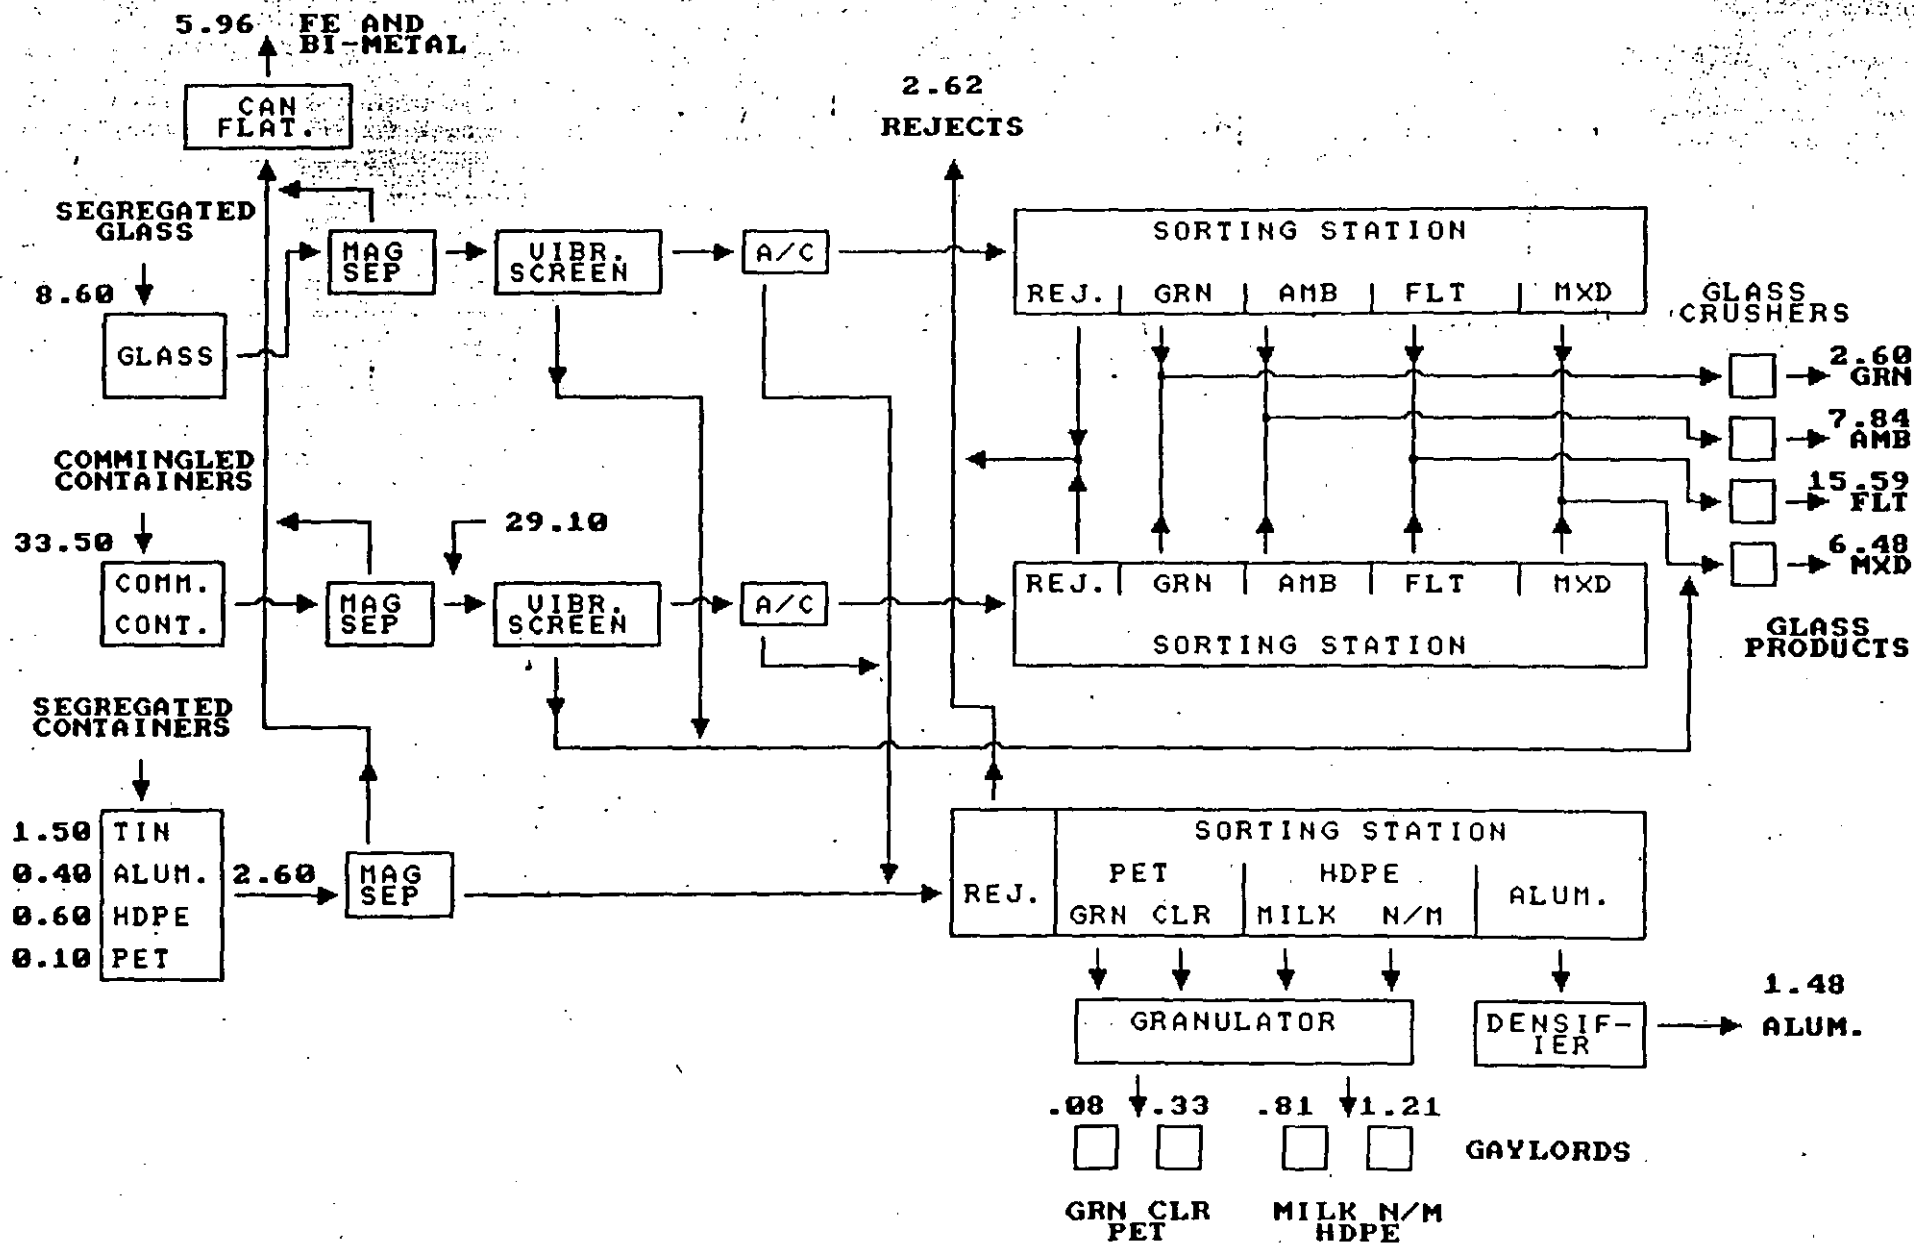 5.96 FE AND
BI-METAL
CAN
FLAT.
2.62
REJECTS
SEGREGATED
GLASS
8.60
GLASS
MAG
SEP
VIBR.
SCREEN
A/C
SORTING STATION
REJ. GRN AMB FLT MXD
GLASS
CRUSHERS
2.60
GRN
7.84
AMB
15.59
FLT
6.48
MXD
GLASS
PRODUCTS
COMMINGLED
CONTAINERS
33.50
COMM.
CONT.
MAG
SEP
29.10
VIBR.
SCREEN
A/C
REJ. GRN AMB FLT MXD
SORTING STATION
SEGREGATED
CONTAINERS
1.50 TIN
0.40 ALUM.
0.60 HDPE
0.10 PET
2.60
MAG
SEP
SORTING STATION
REJ.
PET
GRN CLR
HDPE
MILK N/M
ALUM.
GRANULATOR
DENSIF-
IER
1.48
ALUM.
.08 .33 .81 1.21
GAYLORDS
GRN CLR
PET
MILK N/M
HDPE